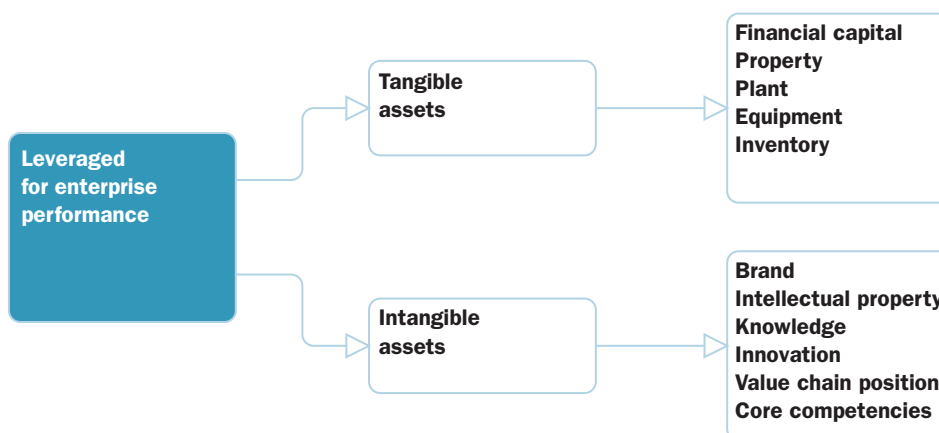 Leveraged
for enterprise
performance
Tangible
assets
Financial capital
Property
Plant
Equipment
Inventory
Intangible
assets
Brand
Intellectual property
Knowledge
Innovation
Value chain position
Core competencies